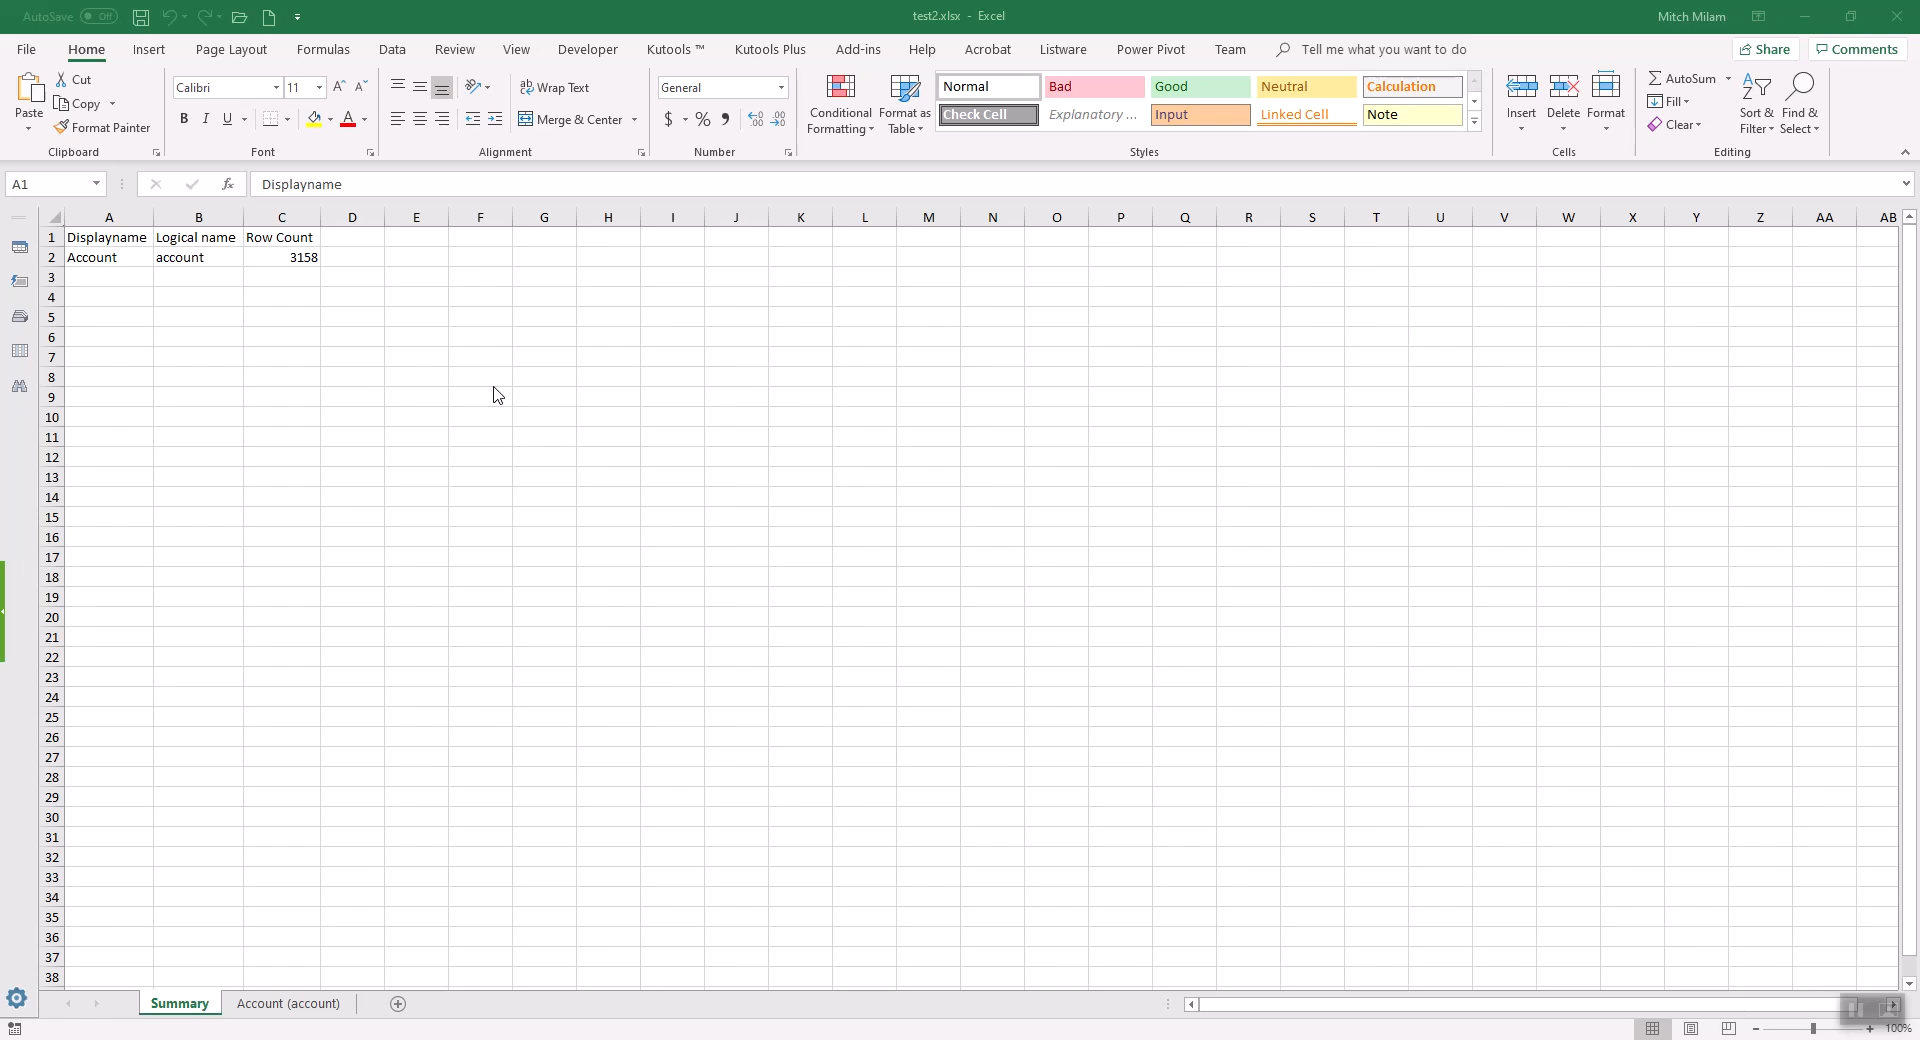 AutoSave Off test2.xlsx - Excel Mitch Milam
File Home Insert Page Layout Formulas Data Review View Developer Kutools ™ Kutools Plus Add-ins Help Acrobat Listware Power Pivot Team Tell me what you want to do Share Comments
Paste
Cut
Copy
Format Painter
Clipboard
Calibri 11
B I U
Font
Wrap Text
Merge & Center
Alignment
General
$ % ,
Number
Conditional Formatting
Format as Table
Normal Bad Good Neutral Calculation
Check Cell Explanatory ... Input Linked Cell Note
Styles
Insert Delete Format
Cells
AutoSum
Fill
Clear
Sort & Filter
Find & Select
Editing
A1 fx Displayname
A B C D E F G H I J K L M N O P Q R S T U V W X Y Z AA AB
1 Displayname Logical name Row Count
2 Account account 3158
3
4
5
6
7
8
9
10
11
12
13
14
15
16
17
18
19
20
21
22
23
24
25
26
27
28
29
30
31
32
33
34
35
36
37
38
Summary Account (account)
100%